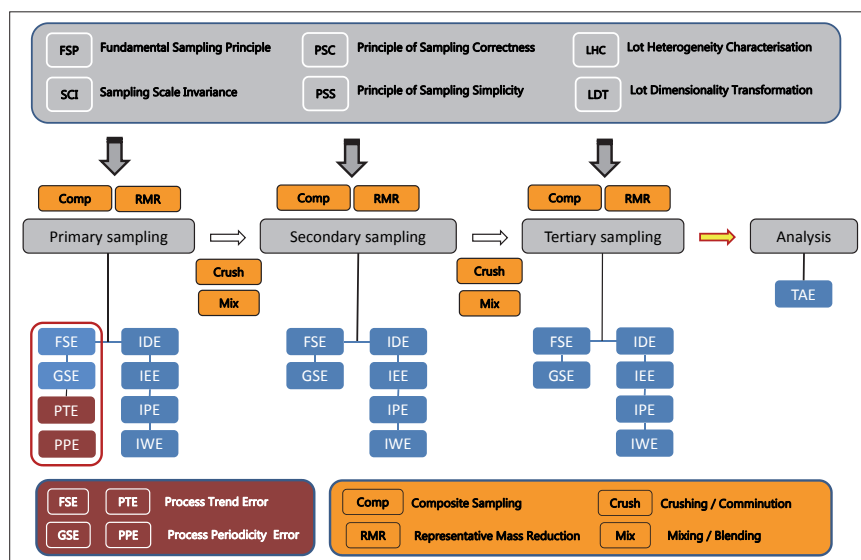 FSP Fundamental Sampling Principle PSC Principle of Sampling Correctness LHC Lot Heterogeneity Characterisation
SCI Sampling Scale Invariance PSS Principle of Sampling Simplicity LDT Lot Dimensionality Transformation
Comp RMR Comp RMR Comp RMR
Primary sampling Secondary sampling Tertiary sampling Analysis
Crush Crush
Mix Mix
TAE
FSE IDE FSE IDE FSE IDE
GSE IEE GSE IEE GSE IEE
PTE IPE IPE IPE
PPE IWE IWE IWE
FSE PTE Process Trend Error
GSE PPE Process Periodicity Error
Comp Composite Sampling Crush Crushing / Comminution
RMR Representative Mass Reduction Mix Mixing / Blending